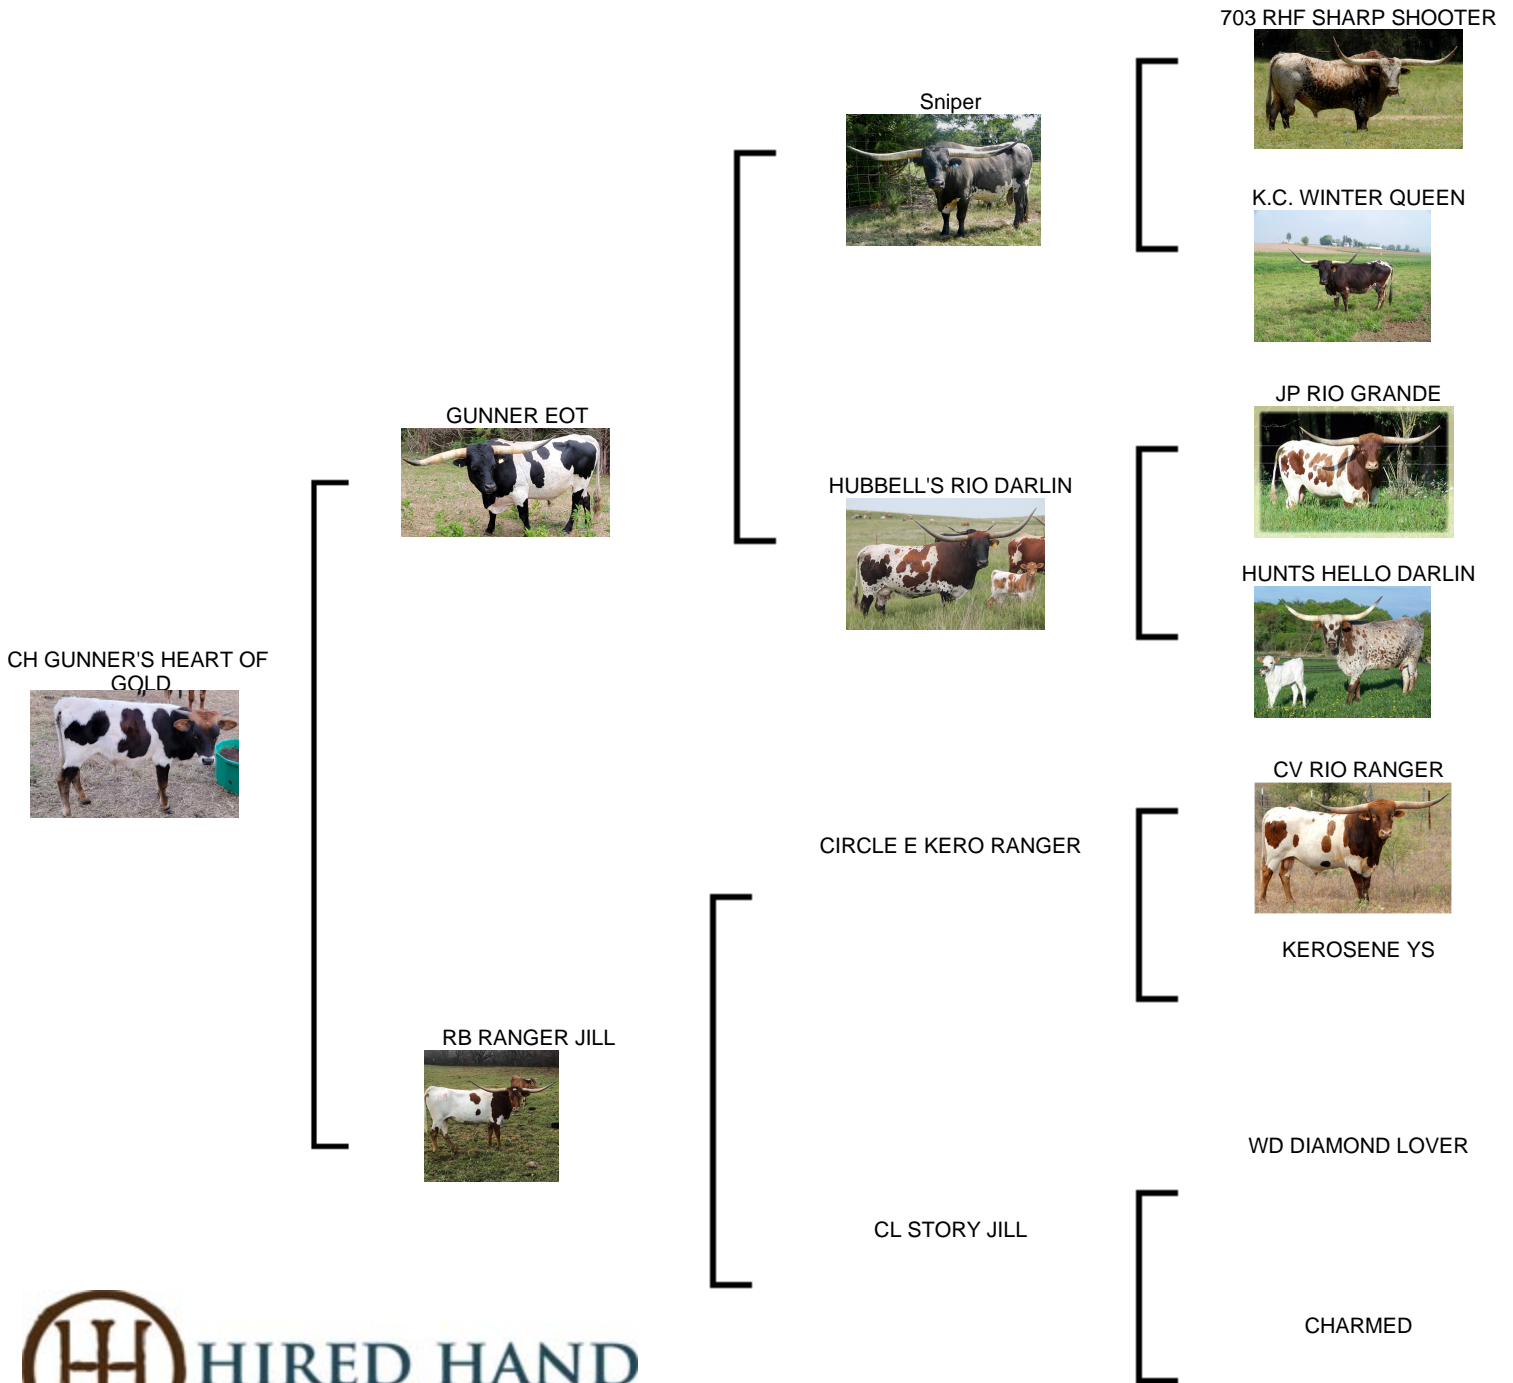 703 RHF SHARP SHOOTER
Sniper
K.C. WINTER QUEEN
JP RIO GRANDE
GUNNER EOT
HUBBELL'S RIO DARLIN
HUNTS HELLO DARLIN
CH GUNNER'S HEART OF
GOLD
CV RIO RANGER
CIRCLE E KERO RANGER
KEROSENE YS
RB RANGER JILL
WD DIAMOND LOVER
CL STORY JILL
CHARMED
HIRED HAND